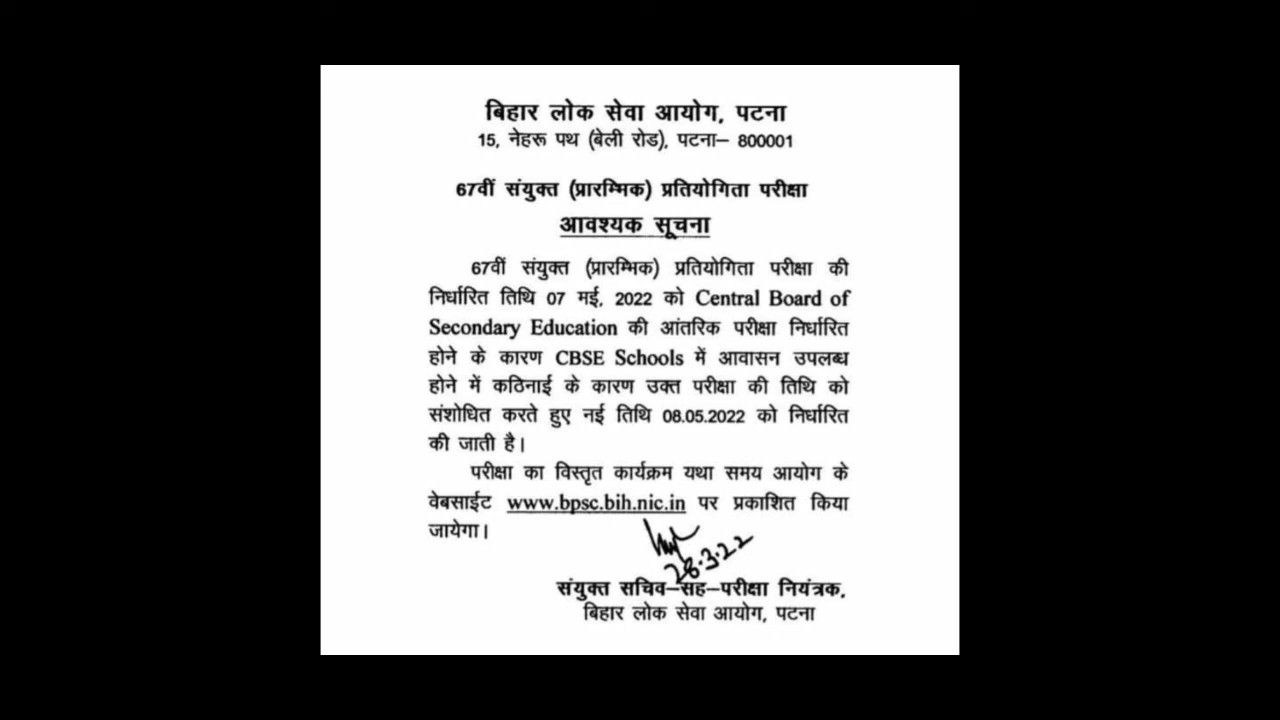 बिहार लोक सेवा आयोग, पटना
15, नेहरू पथ (बेली रोड), पटना– 800001
67वीं संयुक्त (प्रारम्भिक) प्रतियोगिता परीक्षा
आवश्यक सूचना
67वीं संयुक्त (प्रारम्भिक) प्रतियोगिता परीक्षा की
निर्धारित तिथि 07 मई, 2022 को Central Board of
Secondary Education की आंतरिक परीक्षा निर्धारित
होने के कारण CBSE Schools में आवासन उपलब्ध
होने में कठिनाई के कारण उक्त परीक्षा की तिथि को
संशोधित करते हुए नई तिथि 08.05.2022 को निर्धारित
की जाती है।
परीक्षा का विस्तृत कार्यक्रम यथा समय आयोग के
वेबसाईट www.bpsc.bih.nic.in पर प्रकाशित किया
जायेगा।
28.3.22
संयुक्त सचिव–सह–परीक्षा नियंत्रक,
बिहार लोक सेवा आयोग, पटना